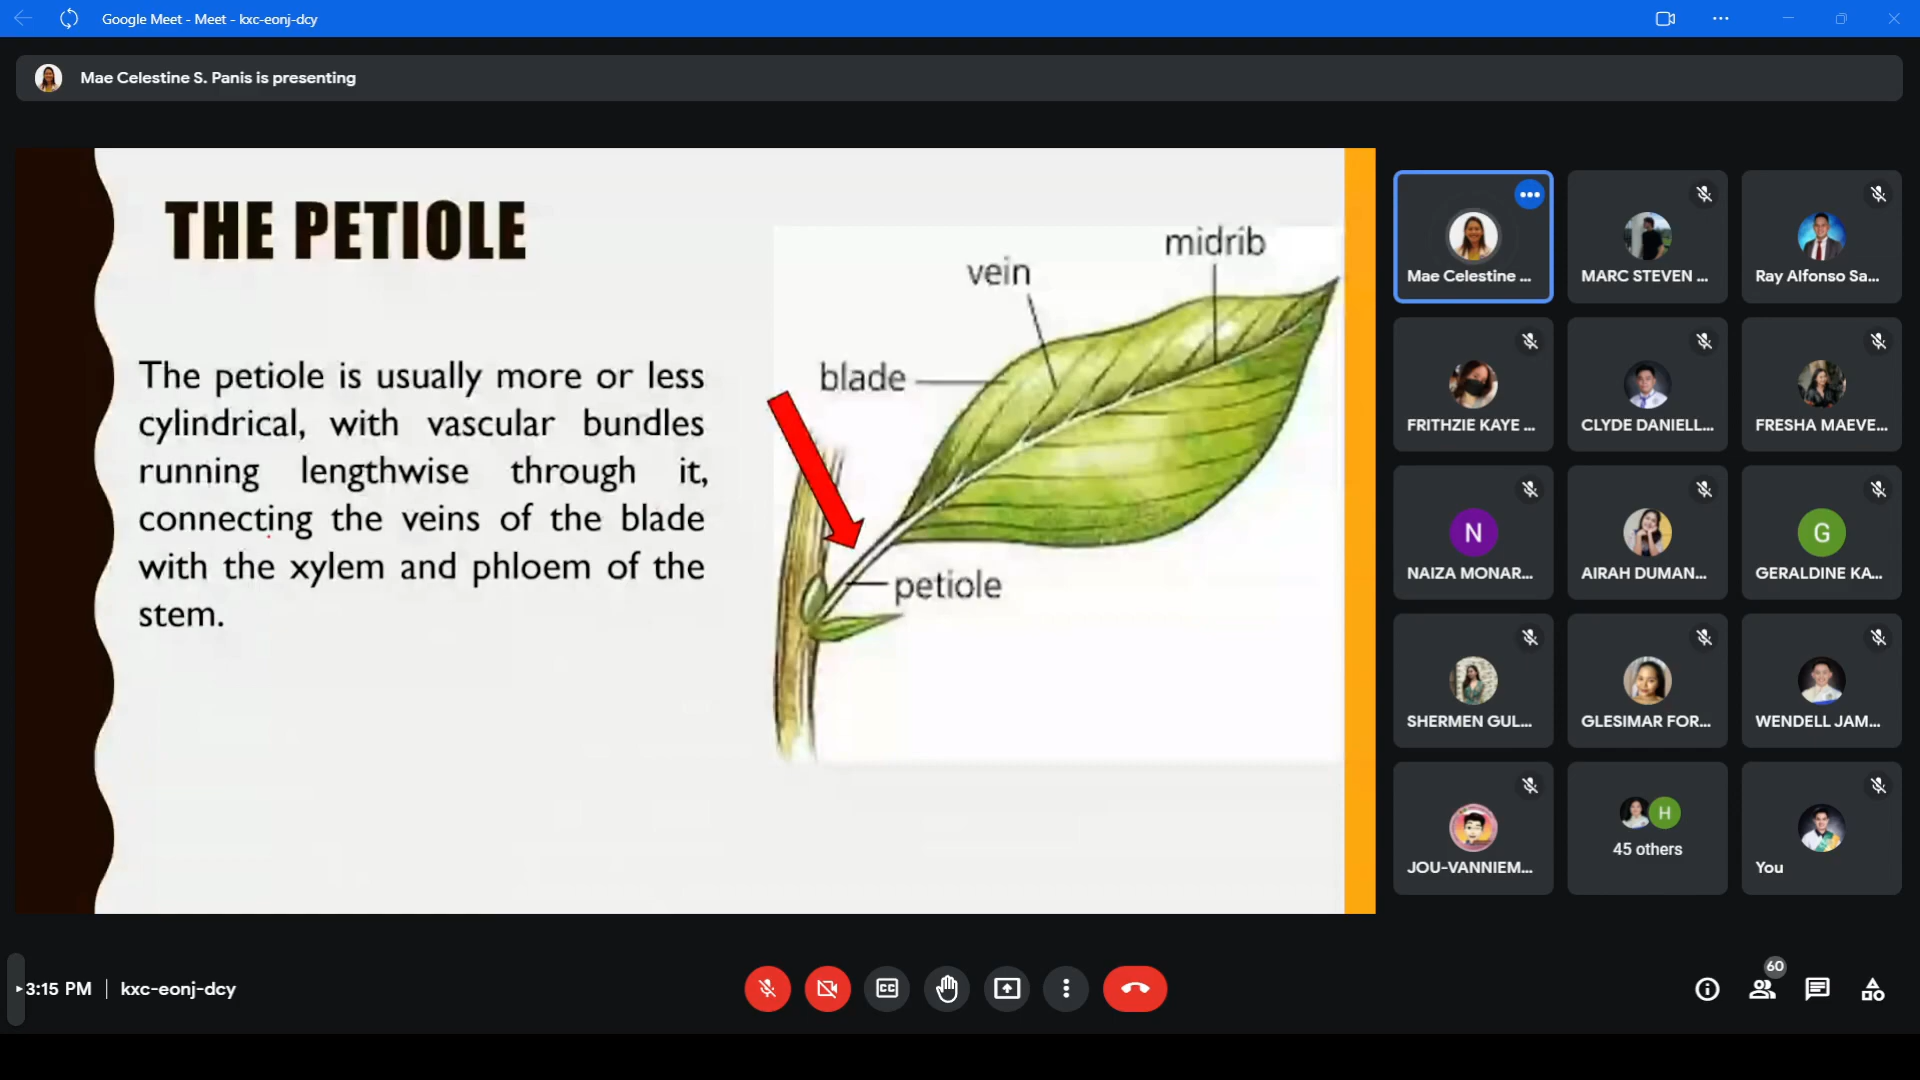 Google Meet - Meet - kxc-eonj-dcy
Mae Celestine S. Panis is presenting
THE PETIOLE
The petiole is usually more or less
cylindrical, with vascular bundles
running lengthwise through it,
connecting the veins of the blade
with the xylem and phloem of the
stem.
midrib
vein
blade
petiole
Mae Celestine ...
MARC STEVEN ...
Ray Alfonso Sa...
FRITHZIE KAYE ...
CLYDE DANIELL...
FRESHA MAEVE...
N
NAIZA MONAR...
AIRAH DUMAN...
G
GERALDINE KA...
SHERMEN GUL...
GLESIMAR FOR...
WENDELL JAM...
JOU-VANNIEM...
H
45 others
You
3:15 PM | kxc-eonj-dcy
CC
60